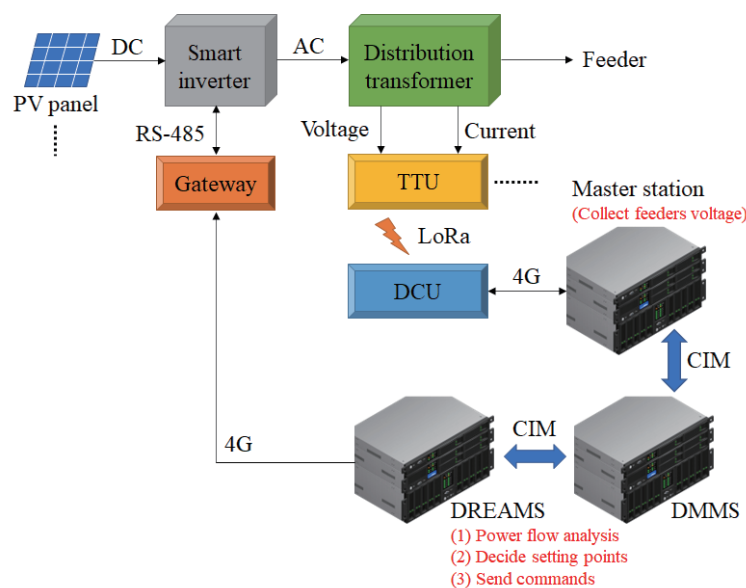 DC
Smart
inverter
AC
Distribution
transformer
Feeder
PV panel
RS-485
Voltage
Current
Gateway
TTU
Master station
(Collect feeders voltage)
LoRa
DCU
4G
CIM
4G
CIM
DREAMS
DMMS
(1) Power flow analysis
(2) Decide setting points
(3) Send commands